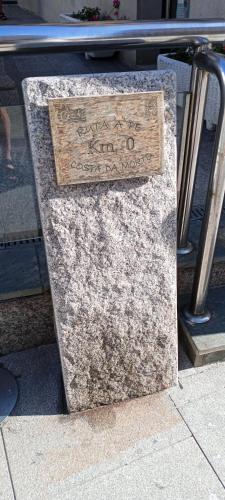 RUTA A PE
Km. 0
COSTA DA MORTE